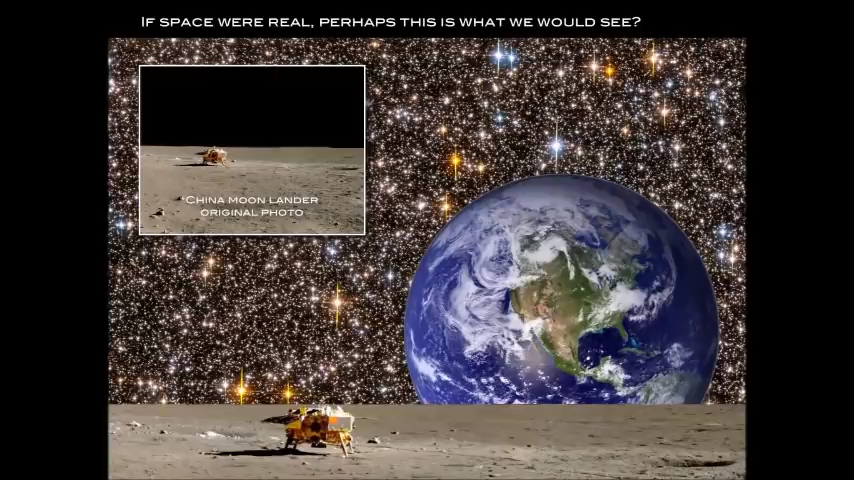 If space were real, perhaps this is what we would see?
*China moon lander
original photo